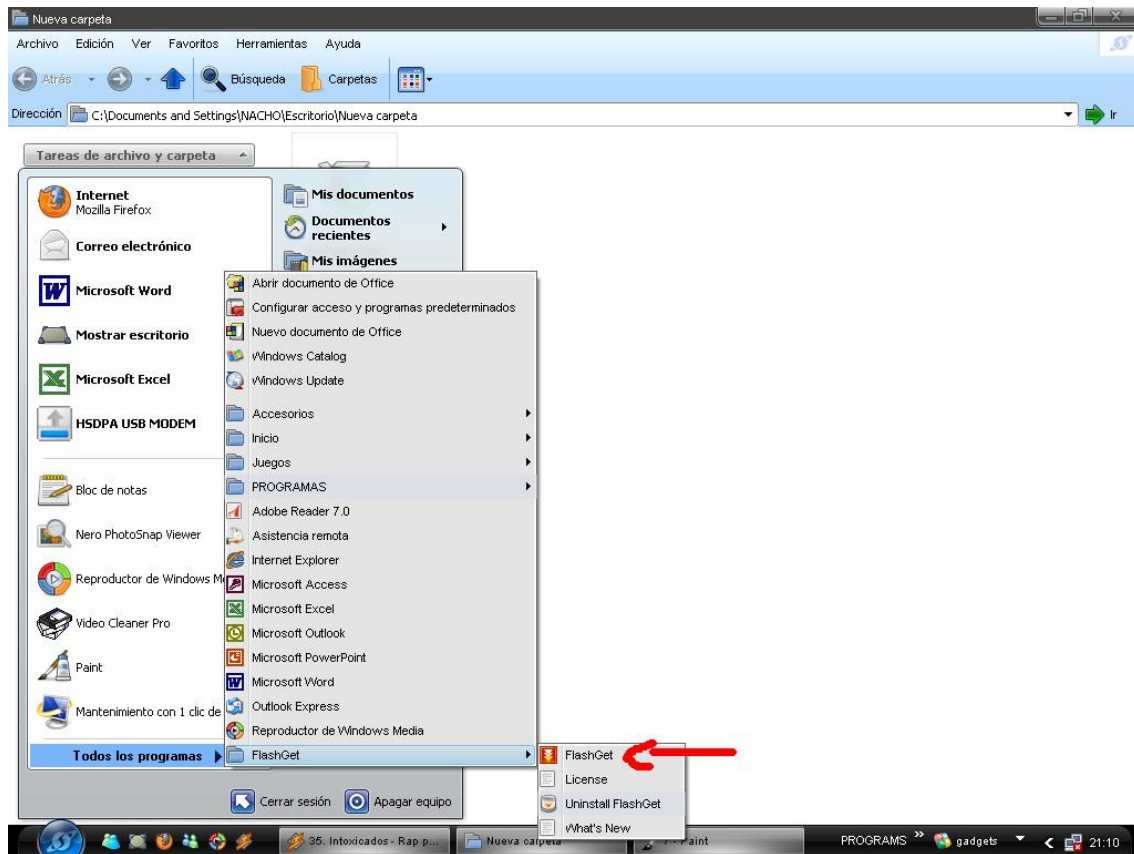 Nueva carpeta
Archivo Edición Ver Favoritos Herramientas Ayuda
Atrás Búsqueda Carpetas
Dirección C:\Documents and Settings\NACHO\Escritorio\Nueva carpeta Ir
Tareas de archivo y carpeta
Internet
Mozilla Firefox
Correo electrónico
Microsoft Word
Mostrar escritorio
Microsoft Excel
HSDPA USB MODEM
Bloc de notas
Nero PhotoSnap Viewer
Reproductor de Windows M
Video Cleaner Pro
Paint
Mantenimiento con 1 clic de
Todos los programas
Mis documentos
Documentos
recientes
Mis imágenes
Abrir documento de Office
Configurar acceso y programas predeterminados
Nuevo documento de Office
Windows Catalog
Windows Update
Accesorios
Inicio
Juegos
PROGRAMAS
Adobe Reader 7.0
Asistencia remota
Internet Explorer
Microsoft Access
Microsoft Excel
Microsoft Outlook
Microsoft PowerPoint
Microsoft Word
Outlook Express
Reproductor de Windows Media
FlashGet
FlashGet
License
Uninstall FlashGet
What's New
Cerrar sesión Apagar equipo
35. Intoxicados - Rap p... Nueva carpeta 7 - Paint PROGRAMS » gadgets 21:10